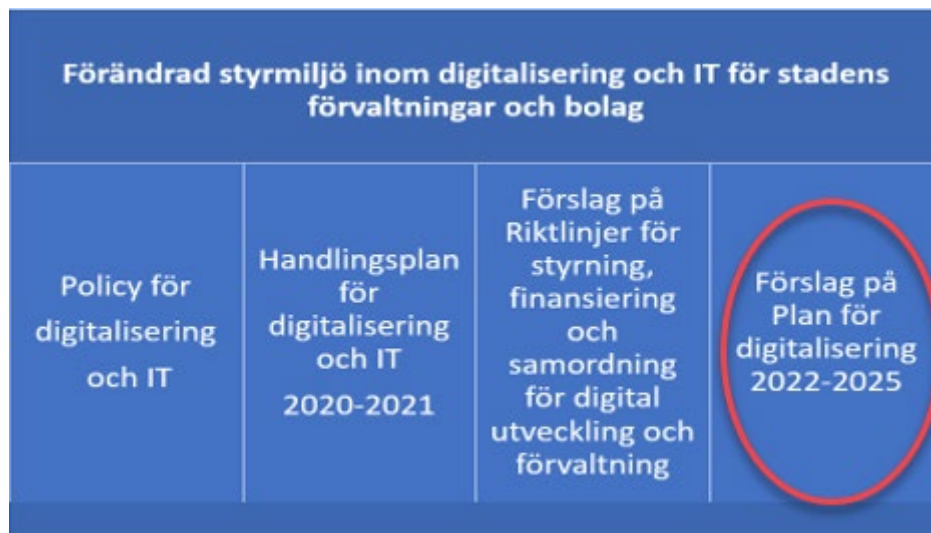 Förändrad styrmiljö inom digitalisering och IT för stadens
förvaltningar och bolag
Policy för
digitalisering
och IT
Handlingsplan
för
digitalisering
och IT
2020-2021
Förslag på
Riktlinjer för
styrning,
finansiering
och
samordning
för digital
utveckling och
förvaltning
Förslag på
Plan för
digitalisering
2022-2025